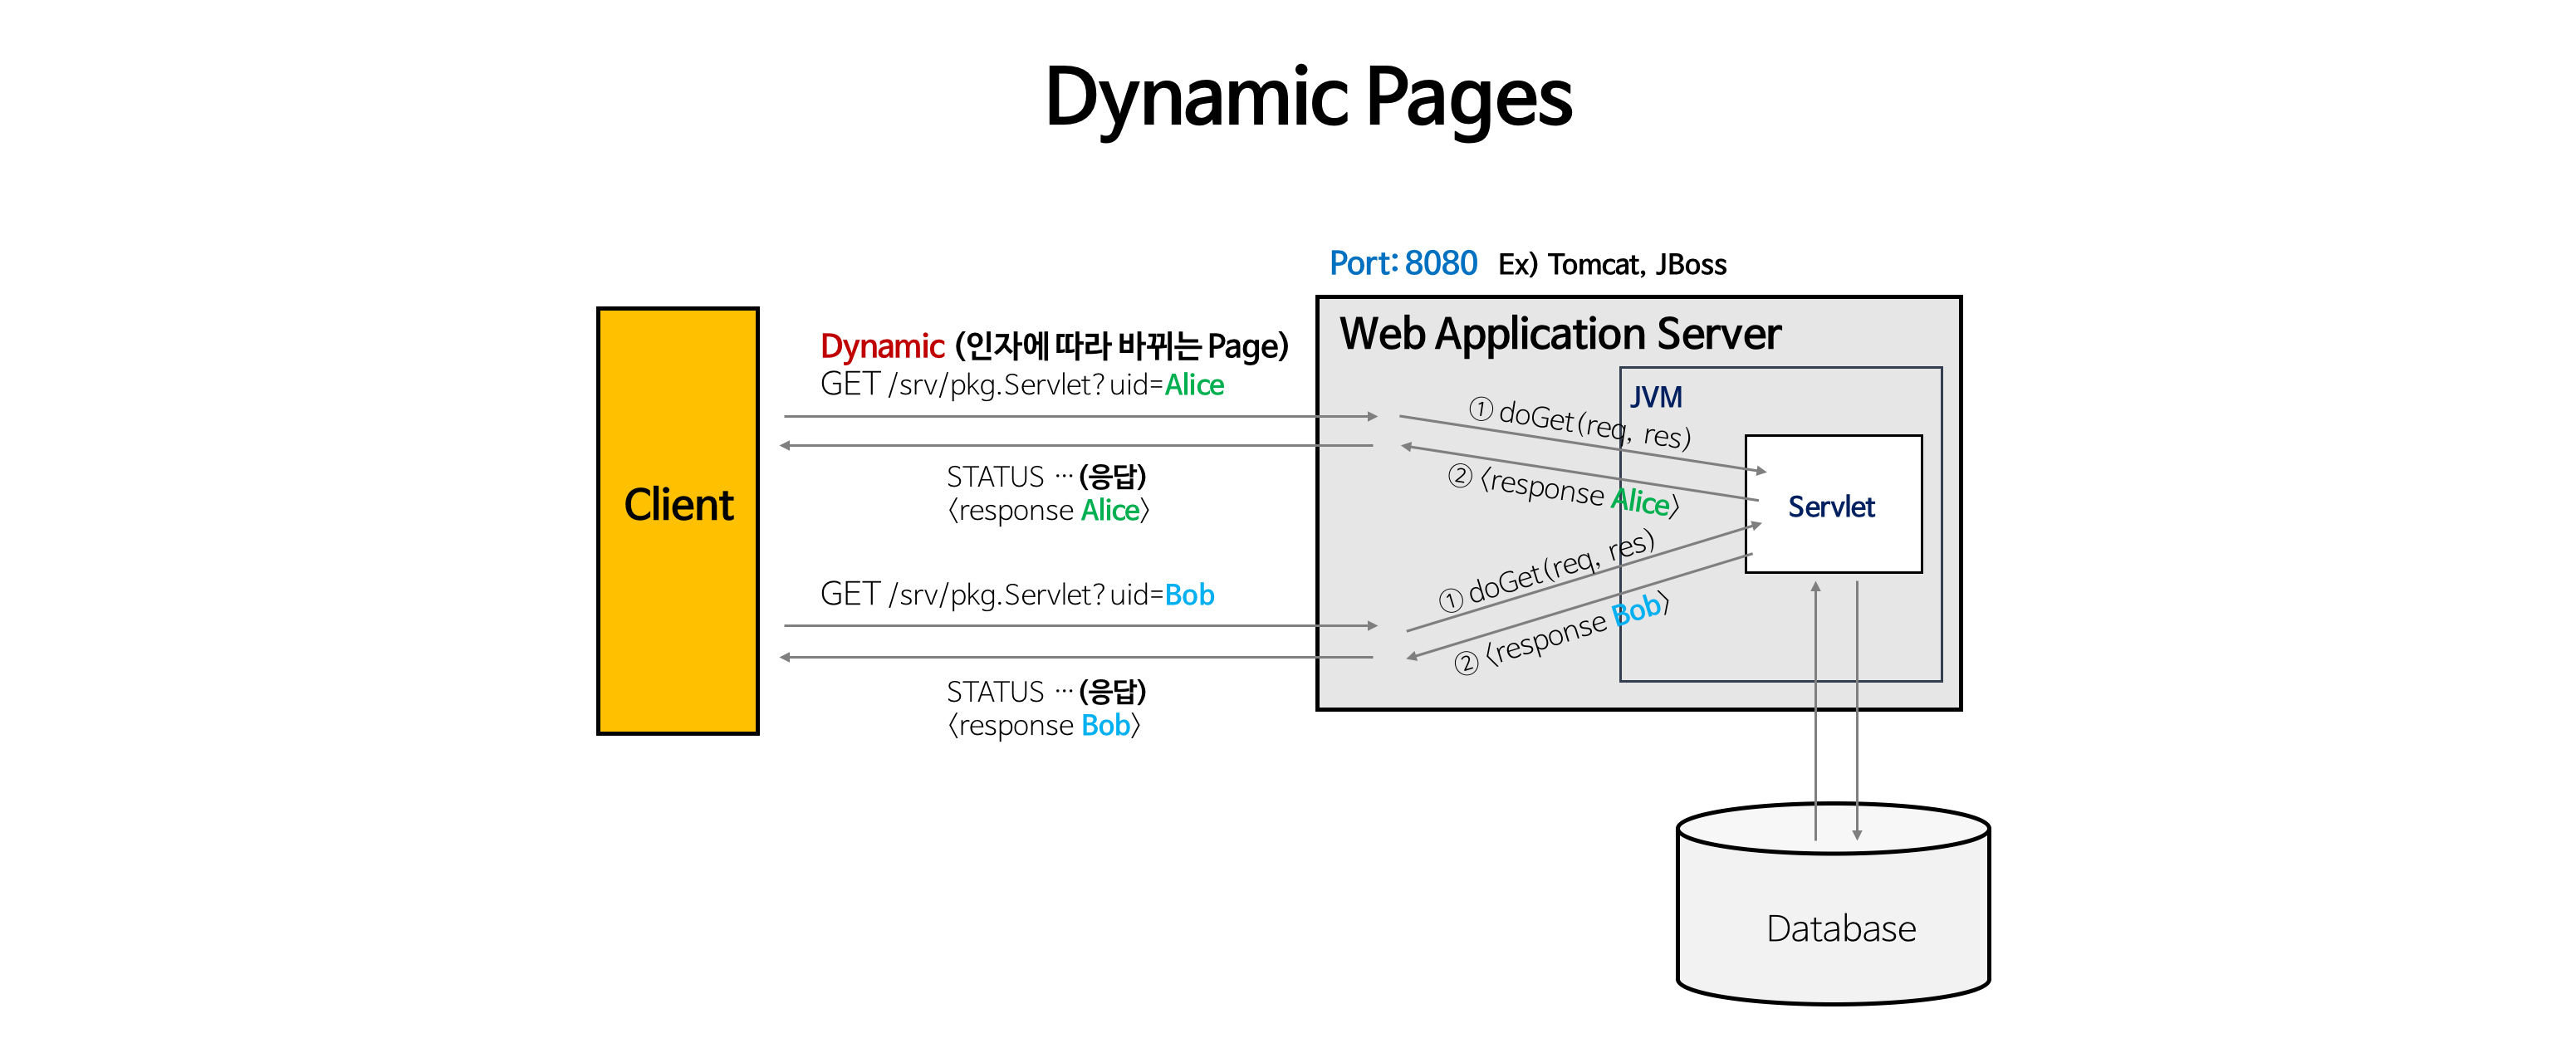 Dynamic Pages
Port: 8080 Ex) Tomcat, JBoss
Web Application Server
Dynamic (인자에 따라 바뀌는 Page)
GET /srv/pkg.Servlet?uid=Alice
JVM
① doGet(req, res)
STATUS … (응답)
② 〈response Alice〉
〈response Alice〉
Client
Servlet
① doGet(req, res)
GET /srv/pkg.Servlet?uid=Bob
② 〈response Bob〉
STATUS … (응답)
〈response Bob〉
Database